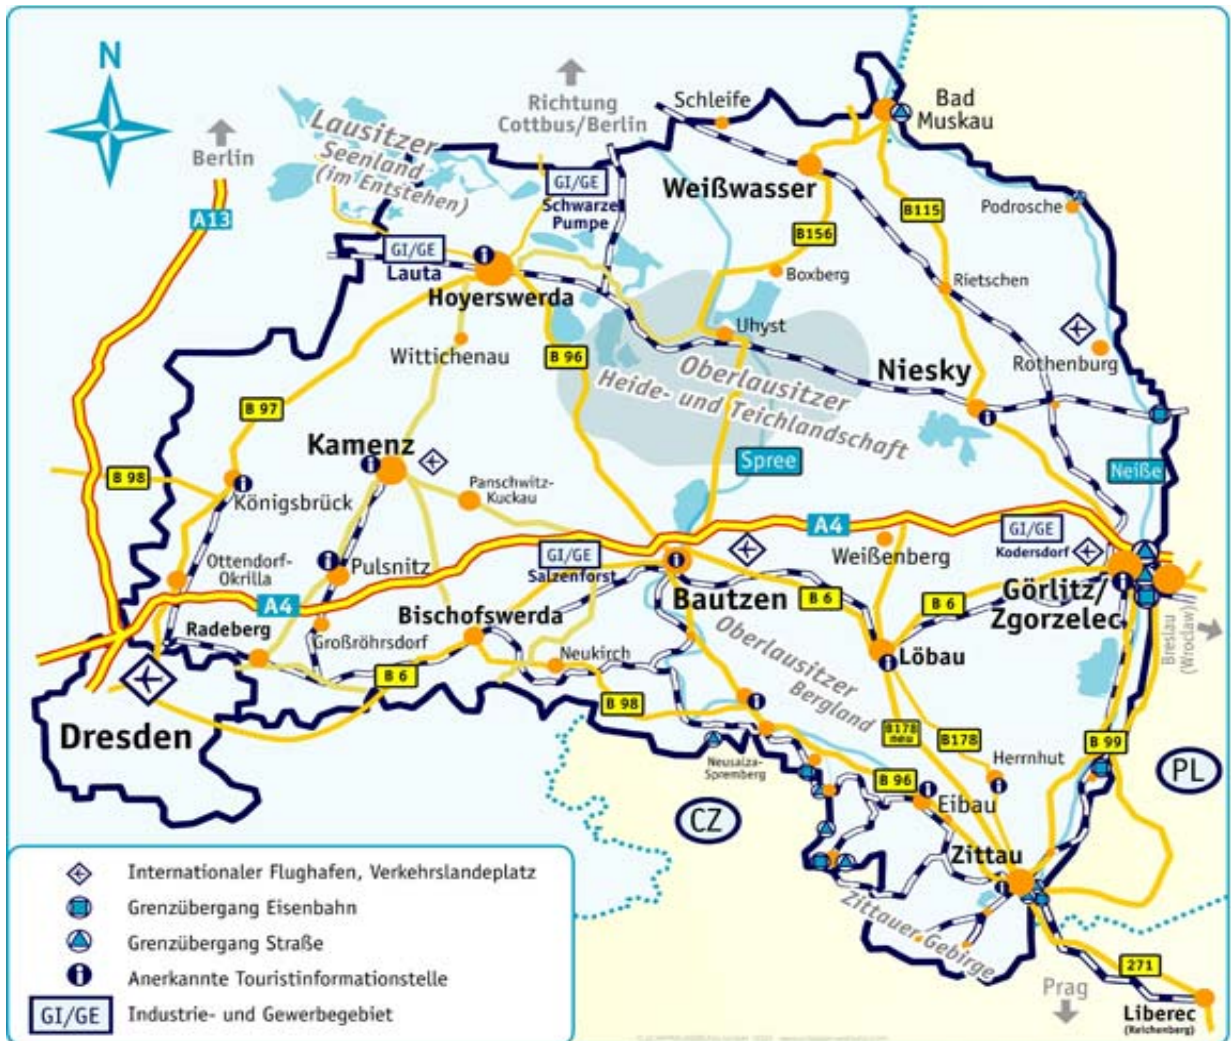 N
Berlin
A13
Lausitzer
Seenland
(im Entstehen)
Richtung
Cottbus/Berlin
Schleife
Bad
Muskau
GI/GE
Schwarze
Pumpe
Weißwasser
B115
Podrosche
B156
GI/GE
Lauta
Hoyerswerda
Boxberg
Rietschen
Wittichenau
B 96
Uhyst
Rothenburg
Niesky
Oberlausitzer
Heide- und Teichlandschaft
B 97
Kamenz
B 98
Königsbrück
Panschwitz-
Kuckau
Spree
Neiße
A4
GI/GE
Kodersdorf
Weißenberg
GI/GE
Salzenforst
Ottendorf-
Okrilla
Pulsnitz
A4
Bischofswerda
Bautzen
B 6
B 6
Görlitz/
Zgorzelec
Radeberg
Großröhrsdorf
Neukirch
B 6
Löbau
Breslau
(Wroclaw)
Oberlausitzer
Bergland
B 98
B178
neu
B178
B 99
Dresden
Neusalza-
Spremberg
Herrnhut
PL
B 96
Eibau
CZ
Zittau
Zittauer Gebirge
271
Prag
Liberec
(Reichenberg)
Internationaler Flughafen, Verkehrslandeplatz
Grenzübergang Eisenbahn
Grenzübergang Straße
Anerkannte Touristinformationstelle
GI/GE
Industrie- und Gewerbegebiet